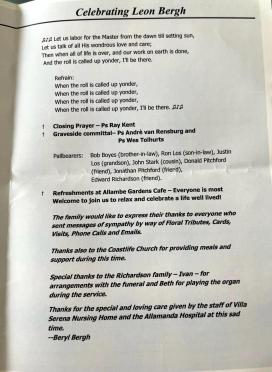 Celebrating Leon Bergh
♫♪♫ Let us labor for the Master from the dawn till setting sun,
Let us talk of all His wondrous love and care;
Then when all of life is over, and our work on earth is done,
And the roll is called up yonder, I'll be there.
Refrain:
When the roll is called up yonder,
When the roll is called up yonder,
When the roll is called up yonder,
When the roll is called up yonder, I'll be there. ♫♪♫
† Closing Prayer – Ps Ray Kent
† Graveside committal– Ps André van Rensburg and
Ps Wes Tolhurts
Pallbearers: Bob Boyes (brother-in-law), Ron Los (son-in-law), Justin
Los (grandson), John Stark (cousin), Donald Pitchford
(friend), Jonathan Pitchford (friend),
Edward Richardson (friend).
† Refreshments at Allambe Gardens Cafe – Everyone is most
Welcome to join us to relax and celebrate a life well lived!
The family would like to express their thanks to everyone who
sent messages of sympathy by way of Floral Tributes, Cards,
Visits, Phone Calls and Emails.
Thanks also to the Coastlife Church for providing meals and
support during this time.
Special thanks to the Richardson family – Ivan – for
arrangements with the funeral and Beth for playing the organ
during the service.
Thanks for the special and loving care given by the staff of Villa
Serena Nursing Home and the Allamanda Hospital at this sad
time.
--Beryl Bergh